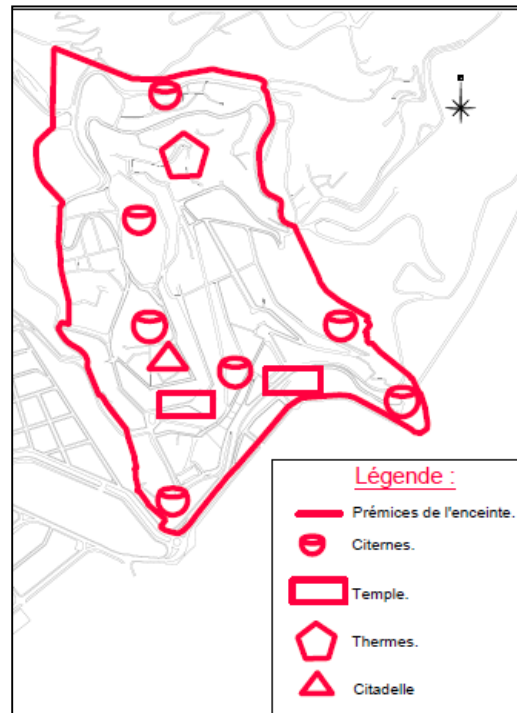 Légende :
Prémices de l'enceinte.
Citernes.
Temple.
Thermes.
Citadelle